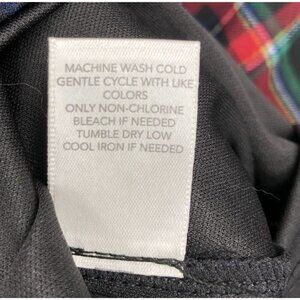 MACHINE WASH COLD
GENTLE CYCLE WITH LIKE
COLORS
ONLY NON-CHLORINE
BLEACH IF NEEDED
TUMBLE DRY LOW
COOL IRON IF NEEDED